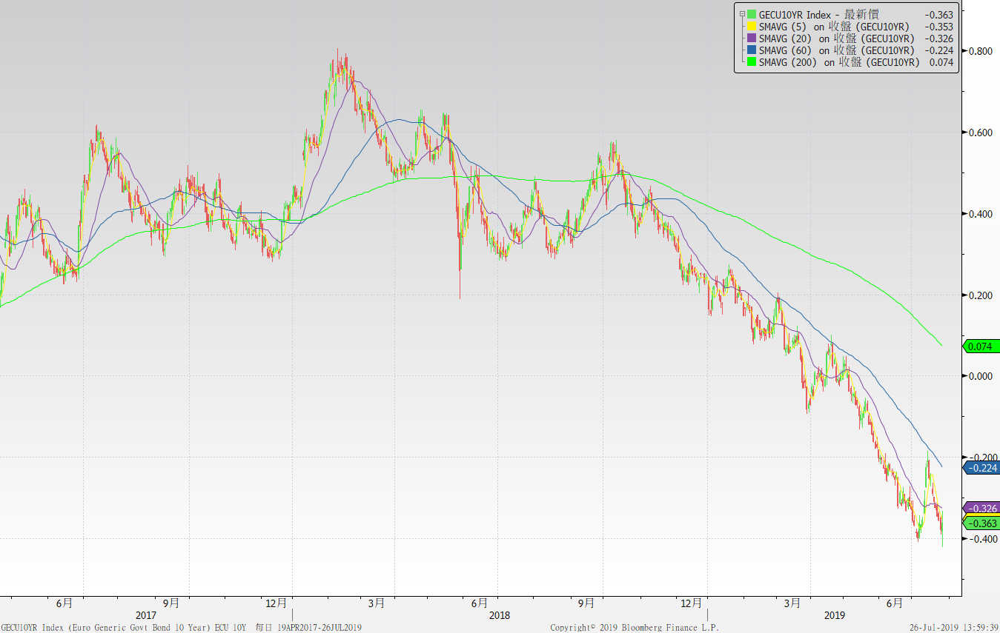 GECU10YR Index - 最新價 -0.363
SMAVG (5) on 收盤 (GECU10YR) -0.353
SMAVG (20) on 收盤 (GECU10YR) -0.326
SMAVG (60) on 收盤 (GECU10YR) -0.224
SMAVG (200) on 收盤 (GECU10YR) 0.074
0.800
0.600
0.400
0.200
0.074
0.000
-0.200
-0.224
-0.326
-0.363
-0.400
6月 9月 12月 3月 6月 9月 12月 3月 6月
2017 2018 2019
GECU10YR Index (Euro Generic Govt Bond 10 Year) ECU 10Y 每日 19APR2017-26JUL2019 Copyright© 2019 Bloomberg Finance L.P. 26-Jul-2019 13:59:39